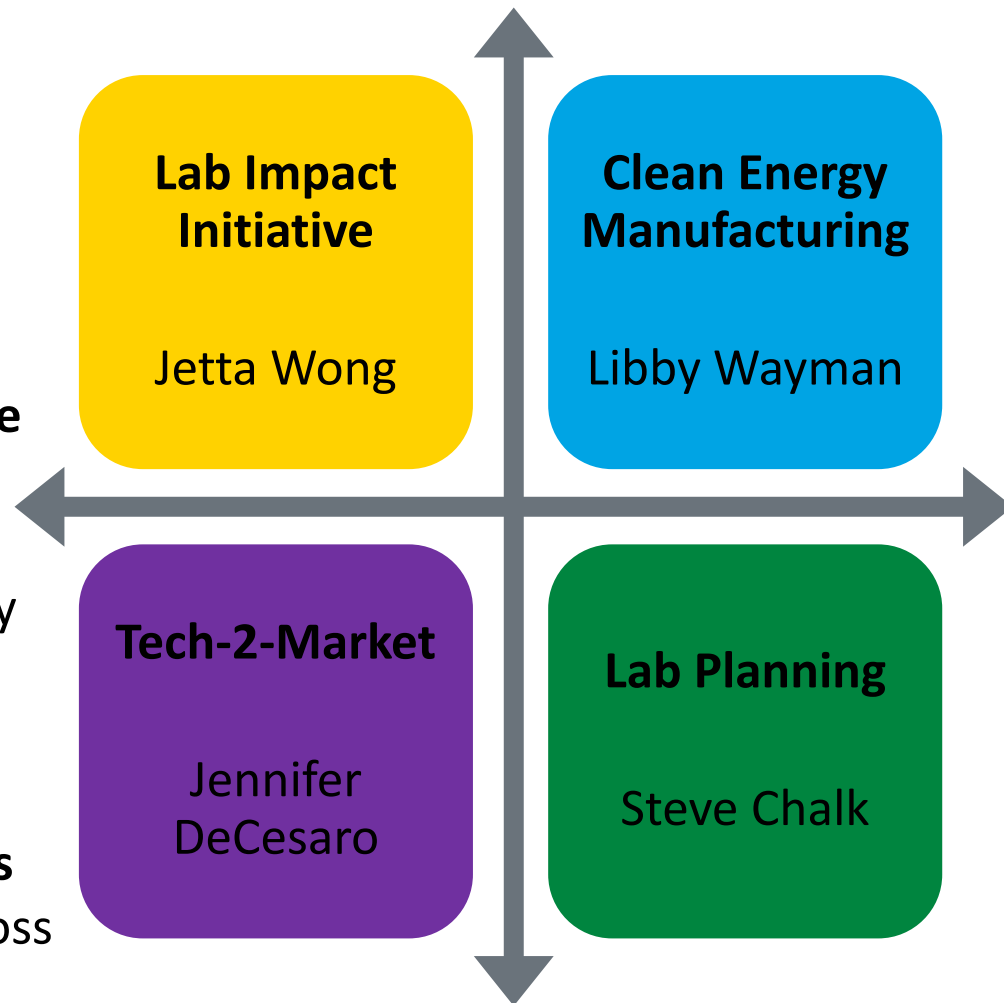 Lab Impact
Initiative
Jetta Wong
Clean Energy
Manufacturing
Libby Wayman
Tech-2-Market
Jennifer
DeCesaro
Lab Planning
Steve Chalk